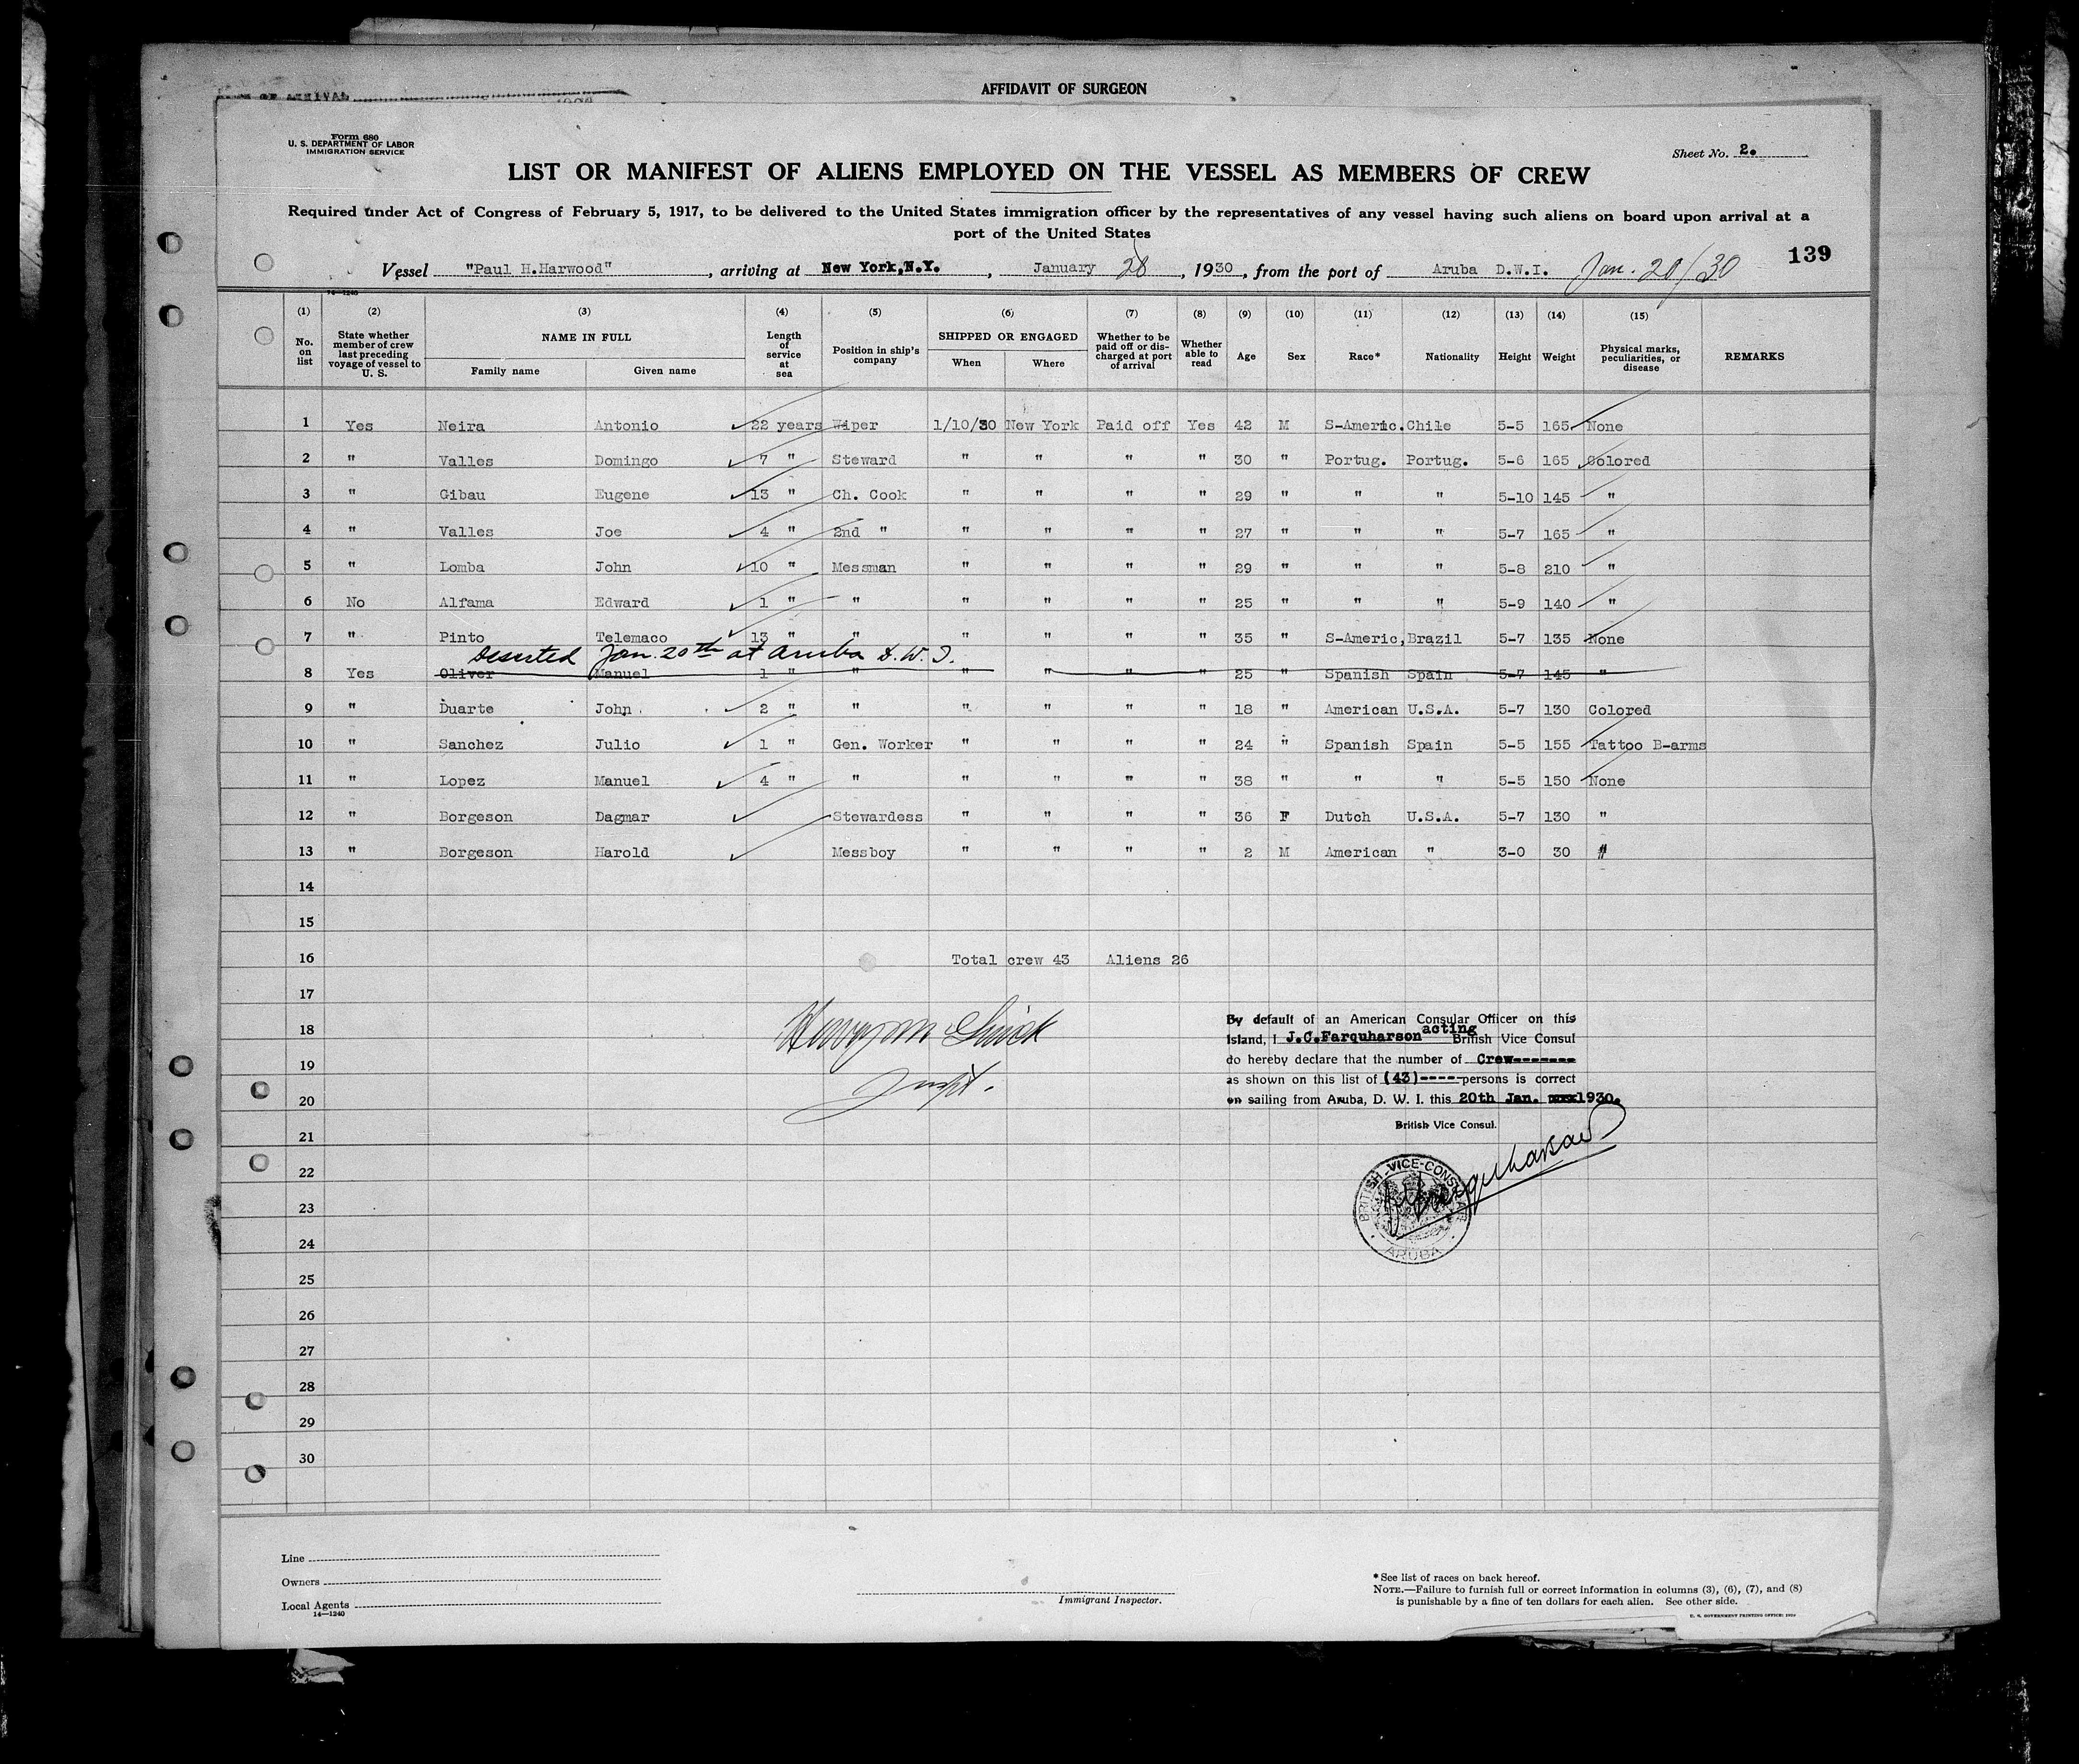 AFFIDAVIT OF SURGEON
OF ARRIVAL
Form 680
U. S. DEPARTMENT OF LABOR
IMMIGRATION SERVICE
Sheet No. 2.
LIST OR MANIFEST OF ALIENS EMPLOYED ON THE VESSEL AS MEMBERS OF CREW
Required under Act of Congress of February 5, 1917, to be delivered to the United States immigration officer by the representatives of any vessel having such aliens on board upon arrival at a
port of the United States
139
Vessel "Paul H.Harwood", arriving at New York,N.Y., January 28, 1930, from the port of Aruba D.W.I. Jan. 20/30
14—1240
(1) (2) (3) (4) (5) (6) (7) (8) (9) (10) (11) (12) (13) (14) (15)
No. on list State whether member of crew last preceding voyage of vessel to U. S. NAME IN FULL Family name Given name Length of service at sea Position in ship's company SHIPPED OR ENGAGED When Where Whether to be paid off or discharged at port of arrival Whether able to read Age Sex Race* Nationality Height Weight Physical marks, peculiarities, or disease REMARKS
1 Yes Neira Antonio 22 years Wiper 1/10/30 New York Paid off Yes 42 M S-Americ. Chile 5-5 165 None
2 " Valles Domingo 7 " Steward " " " " 30 " Portug. Portug. 5-6 165 Colored
3 " Gibau Eugene 13 " Ch. Cook " " " " 29 " " " 5-10 145 "
4 " Valles Joe 4 " 2nd " " " " " 27 " " " 5-7 165 "
5 " Lomba John 10 " Messman " " " " 29 " " " 5-8 210 "
6 No Alfama Edward 1 " " " " " " 25 " " " 5-9 140 "
7 " Pinto Telemaco 13 " " " " " " 35 " S-Americ, Brazil 5-7 135 None
Deserted Jan. 20th at Aruba D.W.I.
8 Yes Oliver Manuel 1 " " " " " " 25 " Spanish Spain 5-7 145 "
9 " Duarte John 2 " " " " " " 18 " American U.S.A. 5-7 130 Colored
10 " Sanchez Julio 1 " Gen. Worker " " " " 24 " Spanish Spain 5-5 155 Tattoo B-arms
11 " Lopez Manuel 4 " " " " " " 38 " " " 5-5 150 None
12 " Borgeson Dagmar Stewardess " " " " 36 F Dutch U.S.A. 5-7 130 "
13 " Borgeson Harold Messboy " " " " 2 M American " 3-0 30 "
14
15
16 Total crew 43 Aliens 26
17
18
19
20
21
22
23
24
25
26
27
28
29
30
By default of an American Consular Officer on this
Island, I J.C.Farquharson acting British Vice Consul
do hereby declare that the number of Crew-------
as shown on this list of (43)-----persons is correct
on sailing from Aruba, D. W. I. this 20th Jan. xxx1930.
British Vice Consul.
JCFarquharson
BRITISH-VICE-CONSULAR
ARUBA
Line
Owners
Local Agents
14—1240
Immigrant Inspector.
* See list of races on back hereof.
NOTE.—Failure to furnish full or correct information in columns (3), (6), (7), and (8)
is punishable by a fine of ten dollars for each alien. See other side.